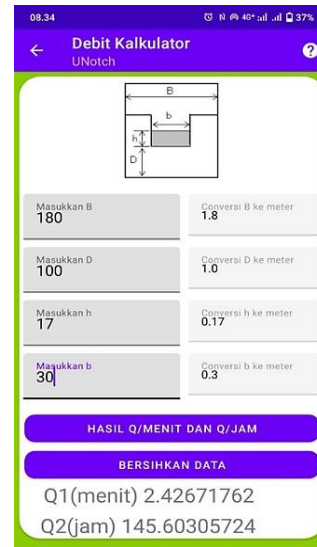 08.34 4G+ 37%
Debit Kalkulator
UNotch
?
B
b
h
D
Masukkan B Conversi B ke meter
180 1.8
Masukkan D Conversi D ke meter
100 1.0
Masukkan h Conversi h ke meter
17 0.17
Masukkan b Conversi b ke meter
30 0.3
HASIL Q/MENIT DAN Q/JAM
BERSIHKAN DATA
Q1(menit) 2.42671762
Q2(jam) 145.60305724